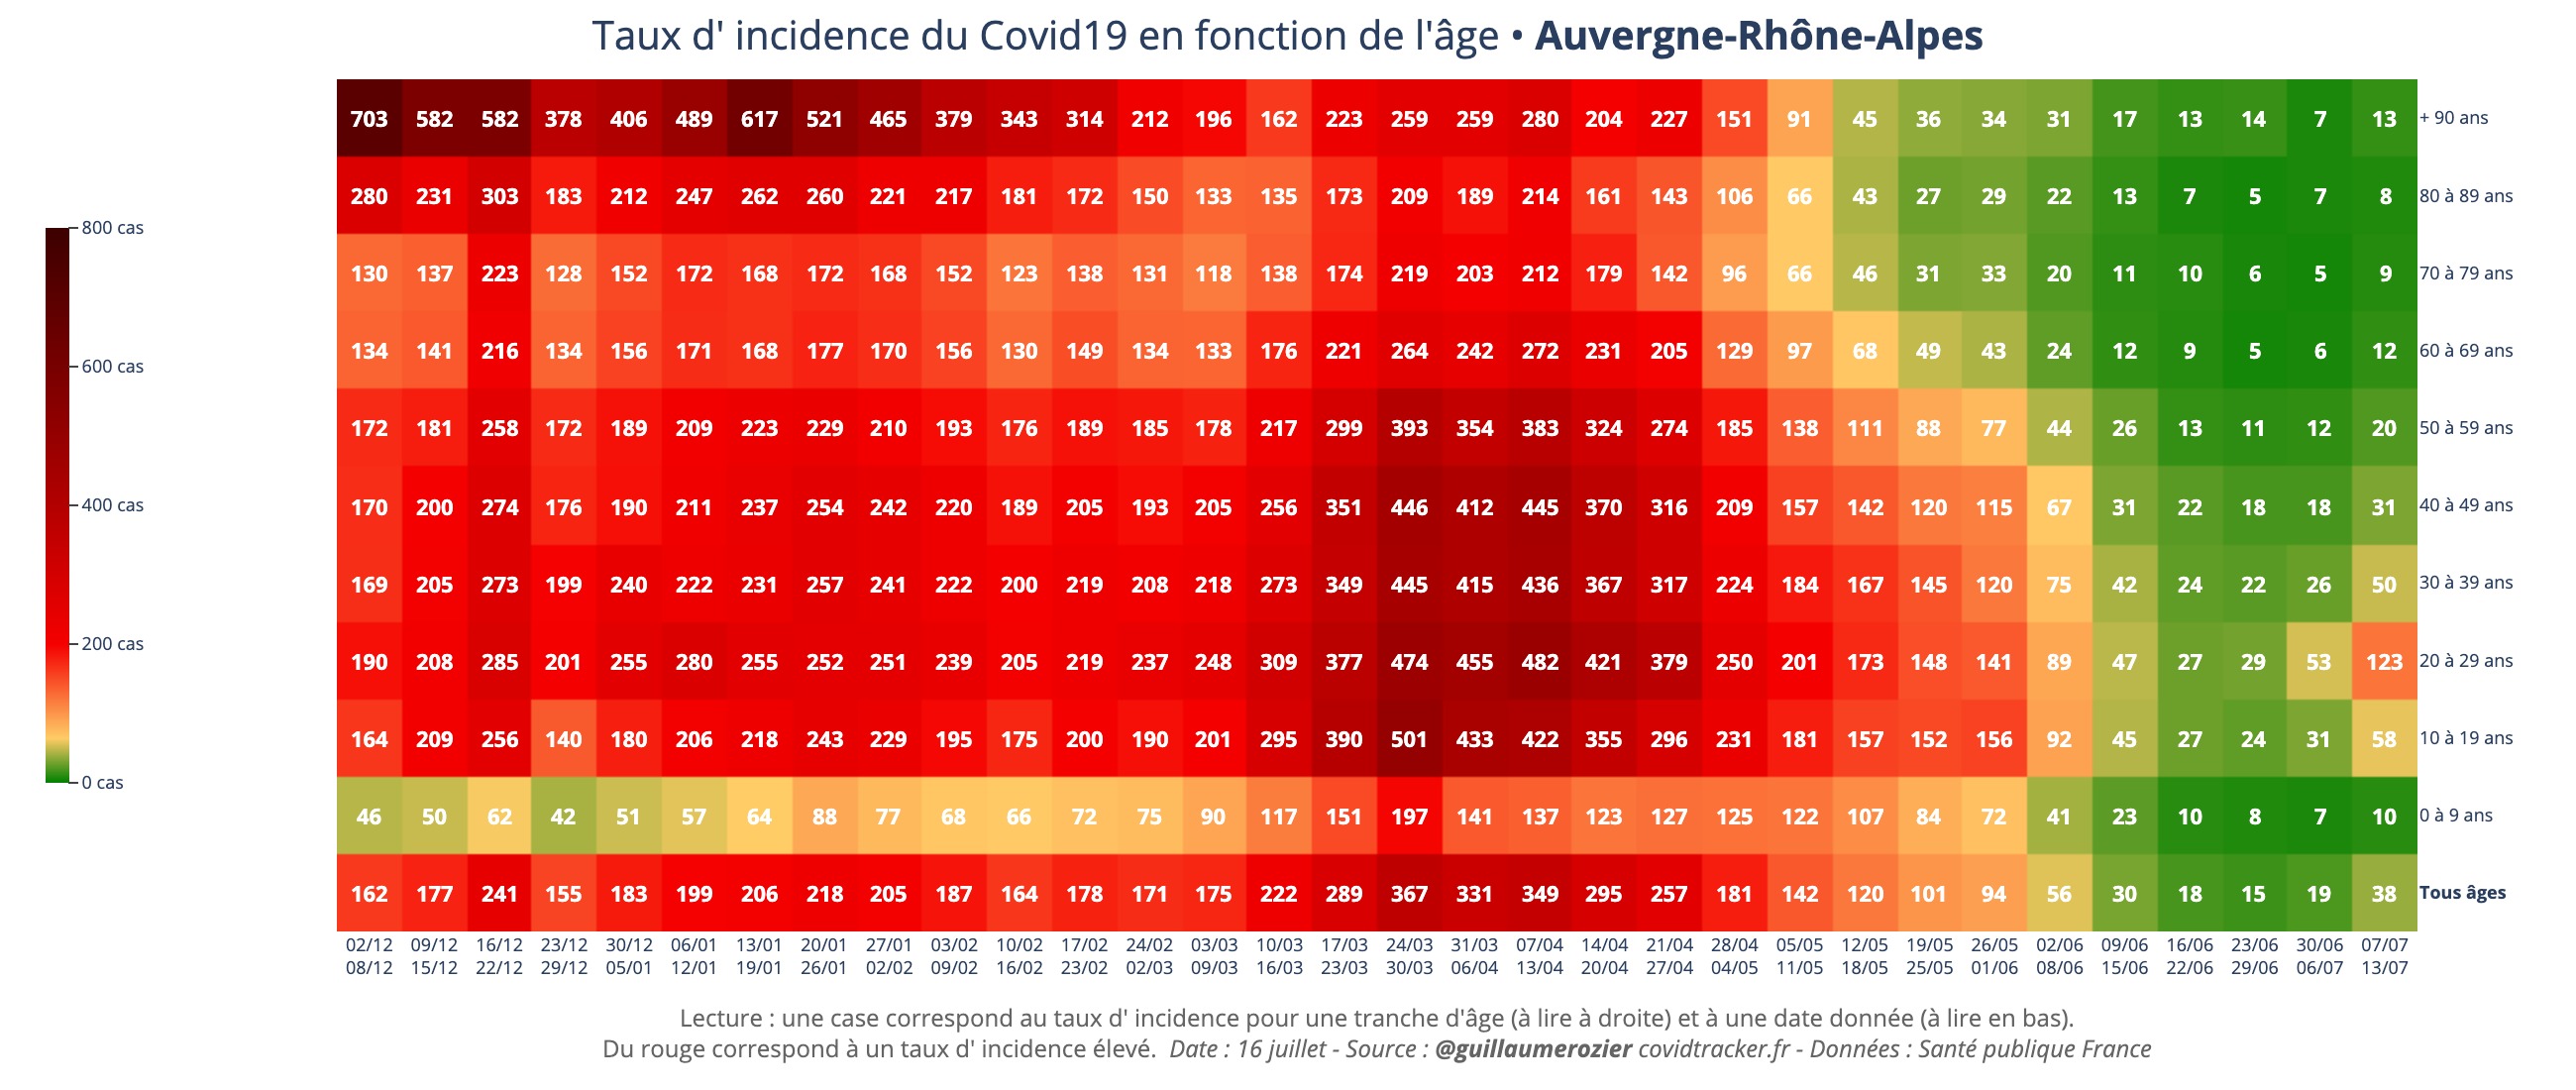 Taux d' incidence du Covid19 en fonction de l'âge • Auvergne-Rhône-Alpes
703 582 582 378 406 489 617 521 465 379 343 314 212 196 162 223 259 259 280 204 227 151 91 45 36 34 31 17 13 14 7 13 + 90 ans
280 231 303 183 212 247 262 260 221 217 181 172 150 133 135 173 209 189 214 161 143 106 66 43 27 29 22 13 7 5 7 8 80 à 89 ans
800 cas
130 137 223 128 152 172 168 172 168 152 123 138 131 118 138 174 219 203 212 179 142 96 66 46 31 33 20 11 10 6 5 9 70 à 79 ans
134 141 216 134 156 171 168 177 170 156 130 149 134 133 176 221 264 242 272 231 205 129 97 68 49 43 24 12 9 5 6 12 60 à 69 ans
600 cas
172 181 258 172 189 209 223 229 210 193 176 189 185 178 217 299 393 354 383 324 274 185 138 111 88 77 44 26 13 11 12 20 50 à 59 ans
400 cas
170 200 274 176 190 211 237 254 242 220 189 205 193 205 256 351 446 412 445 370 316 209 157 142 120 115 67 31 22 18 18 31 40 à 49 ans
169 205 273 199 240 222 231 257 241 222 200 219 208 218 273 349 445 415 436 367 317 224 184 167 145 120 75 42 24 22 26 50 30 à 39 ans
200 cas
190 208 285 201 255 280 255 252 251 239 205 219 237 248 309 377 474 455 482 421 379 250 201 173 148 141 89 47 27 29 53 123 20 à 29 ans
164 209 256 140 180 206 218 243 229 195 175 200 190 201 295 390 501 433 422 355 296 231 181 157 152 156 92 45 27 24 31 58 10 à 19 ans
0 cas
46 50 62 42 51 57 64 88 77 68 66 72 75 90 117 151 197 141 137 123 127 125 122 107 84 72 41 23 10 8 7 10 0 à 9 ans
162 177 241 155 183 199 206 218 205 187 164 178 171 175 222 289 367 331 349 295 257 181 142 120 101 94 56 30 18 15 19 38 Tous âges
02/12 09/12 16/12 23/12 30/12 06/01 13/01 20/01 27/01 03/02 10/02 17/02 24/02 03/03 10/03 17/03 24/03 31/03 07/04 14/04 21/04 28/04 05/05 12/05 19/05 26/05 02/06 09/06 16/06 23/06 30/06 07/07
08/12 15/12 22/12 29/12 05/01 12/01 19/01 26/01 02/02 09/02 16/02 23/02 02/03 09/03 16/03 23/03 30/03 06/04 13/04 20/04 27/04 04/05 11/05 18/05 25/05 01/06 08/06 15/06 22/06 29/06 06/07 13/07
Lecture : une case correspond au taux d' incidence pour une tranche d'âge (à lire à droite) et à une date donnée (à lire en bas).
Du rouge correspond à un taux d' incidence élevé. Date : 16 juillet - Source : @guillaumerozier covidtracker.fr - Données : Santé publique France